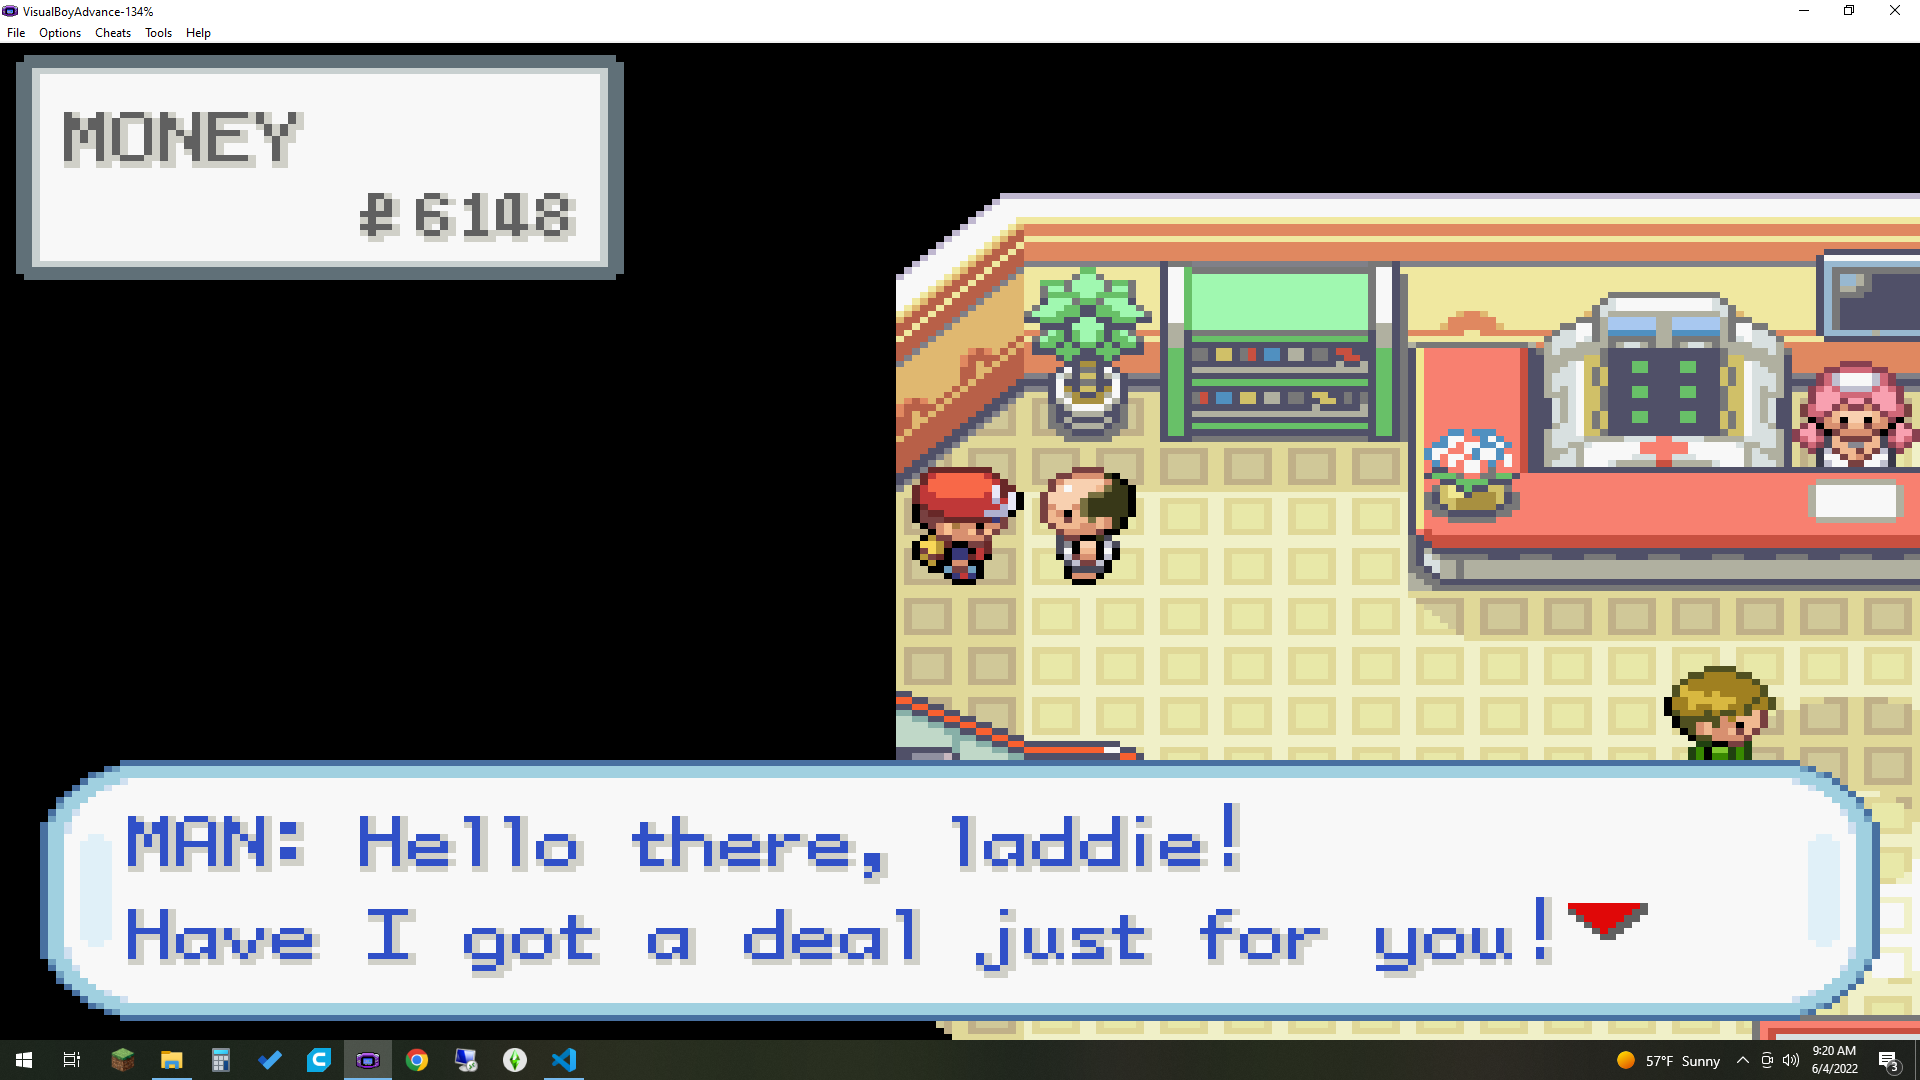 VisualBoyAdvance-134%
File Options Cheats Tools Help
MONEY
₽6148
MAN: Hello there, laddie!
Have I got a deal just for you!
57°F Sunny
9:20 AM
6/4/2022
3